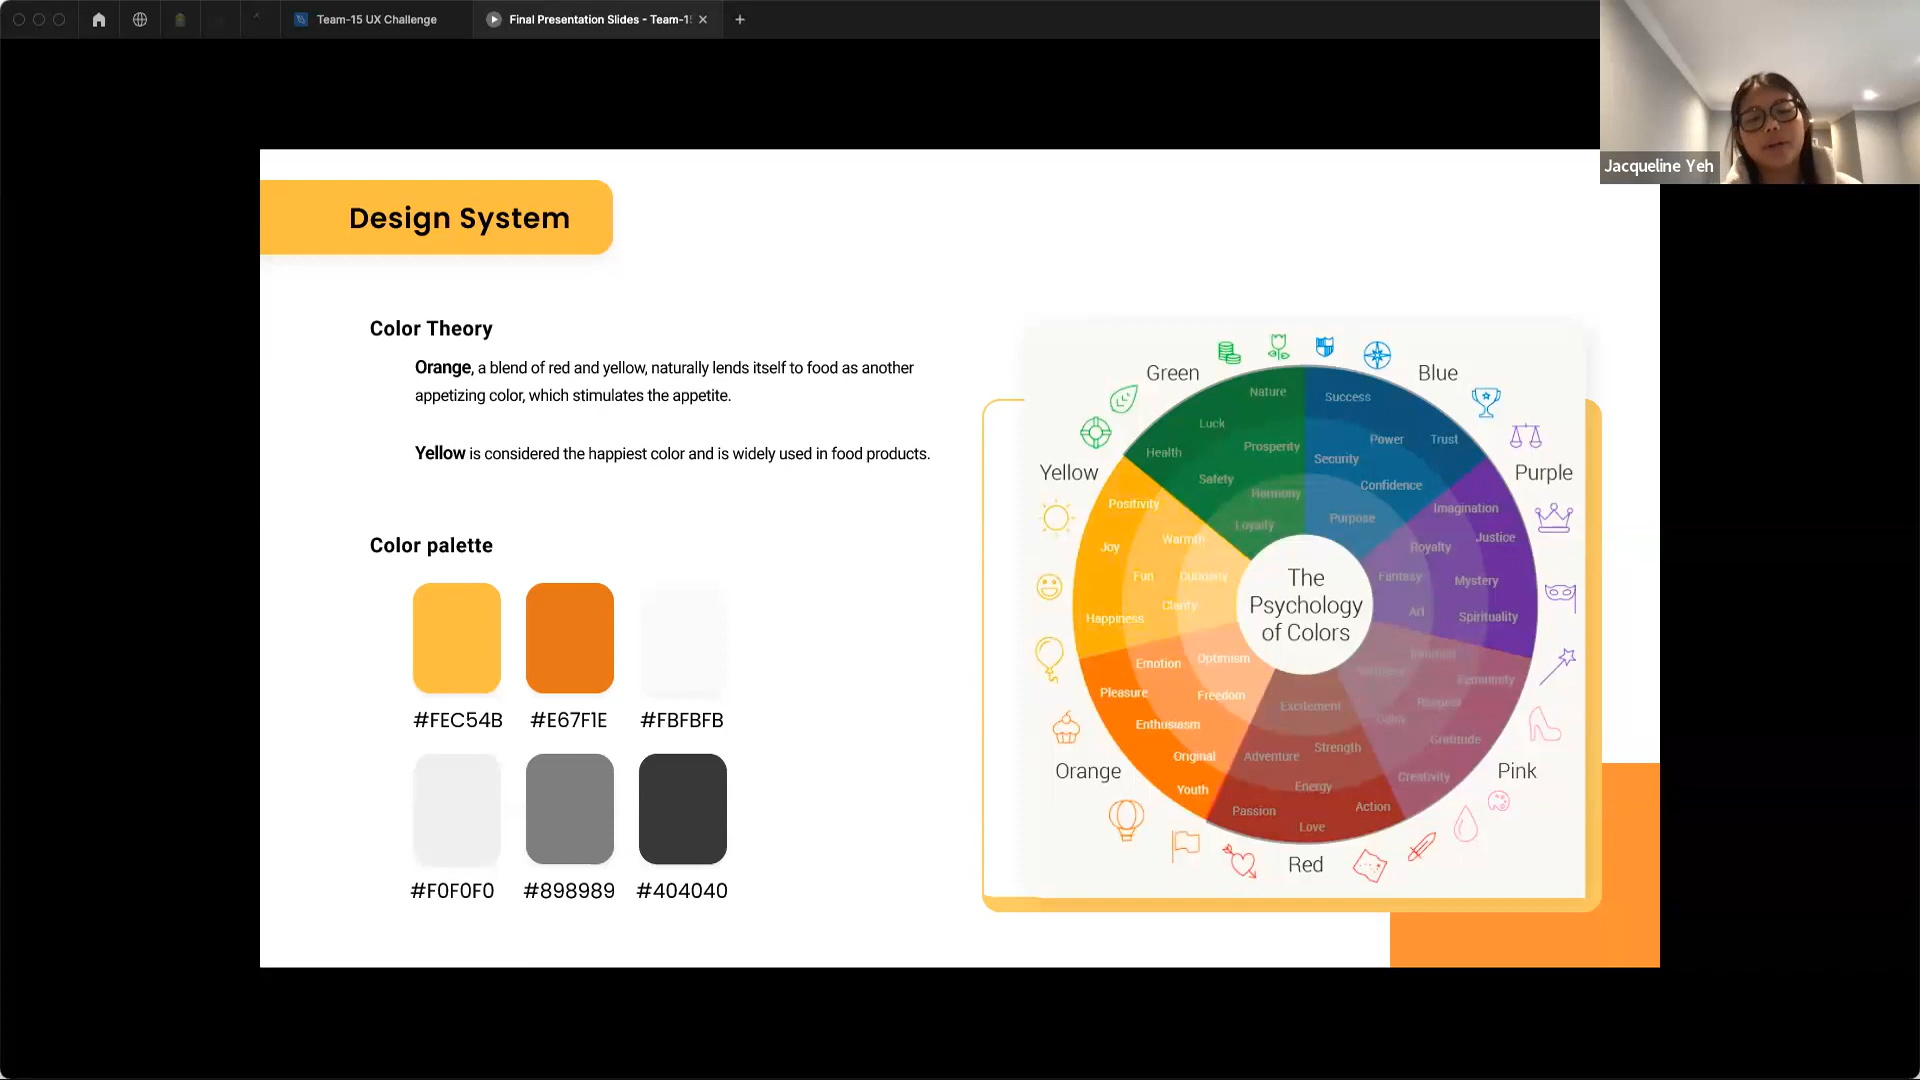 Team-15 UX Challenge
Final Presentation Slides - Team-15
Jacqueline Yeh
Design System
Color Theory
Orange, a blend of red and yellow, naturally lends itself to food as another
appetizing color, which stimulates the appetite.
Yellow is considered the happiest color and is widely used in food products.
Color palette
#FEC54B #E67F1E #FBFBFB
#F0F0F0 #898989 #404040
The
Psychology
of Colors
Green
Nature
Luck
Health
Prosperity
Safety
Harmony
Loyalty
Blue
Success
Power
Trust
Security
Confidence
Purpose
Purple
Imagination
Justice
Royalty
Fantasy
Mystery
Art
Spirituality
Pink
Femininity
Gratitude
Creativity
Red
Excitement
Strength
Adventure
Energy
Passion
Action
Love
Orange
Emotion
Optimism
Pleasure
Freedom
Enthusiasm
Original
Youth
Yellow
Positivity
Joy
Warmth
Fun
Curiosity
Clarity
Happiness